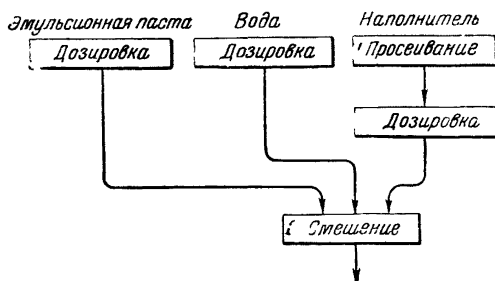 Эмульсионная паста Вода Наполнитель
Дозировка Дозировка Просеивание
Дозировка
Смешение